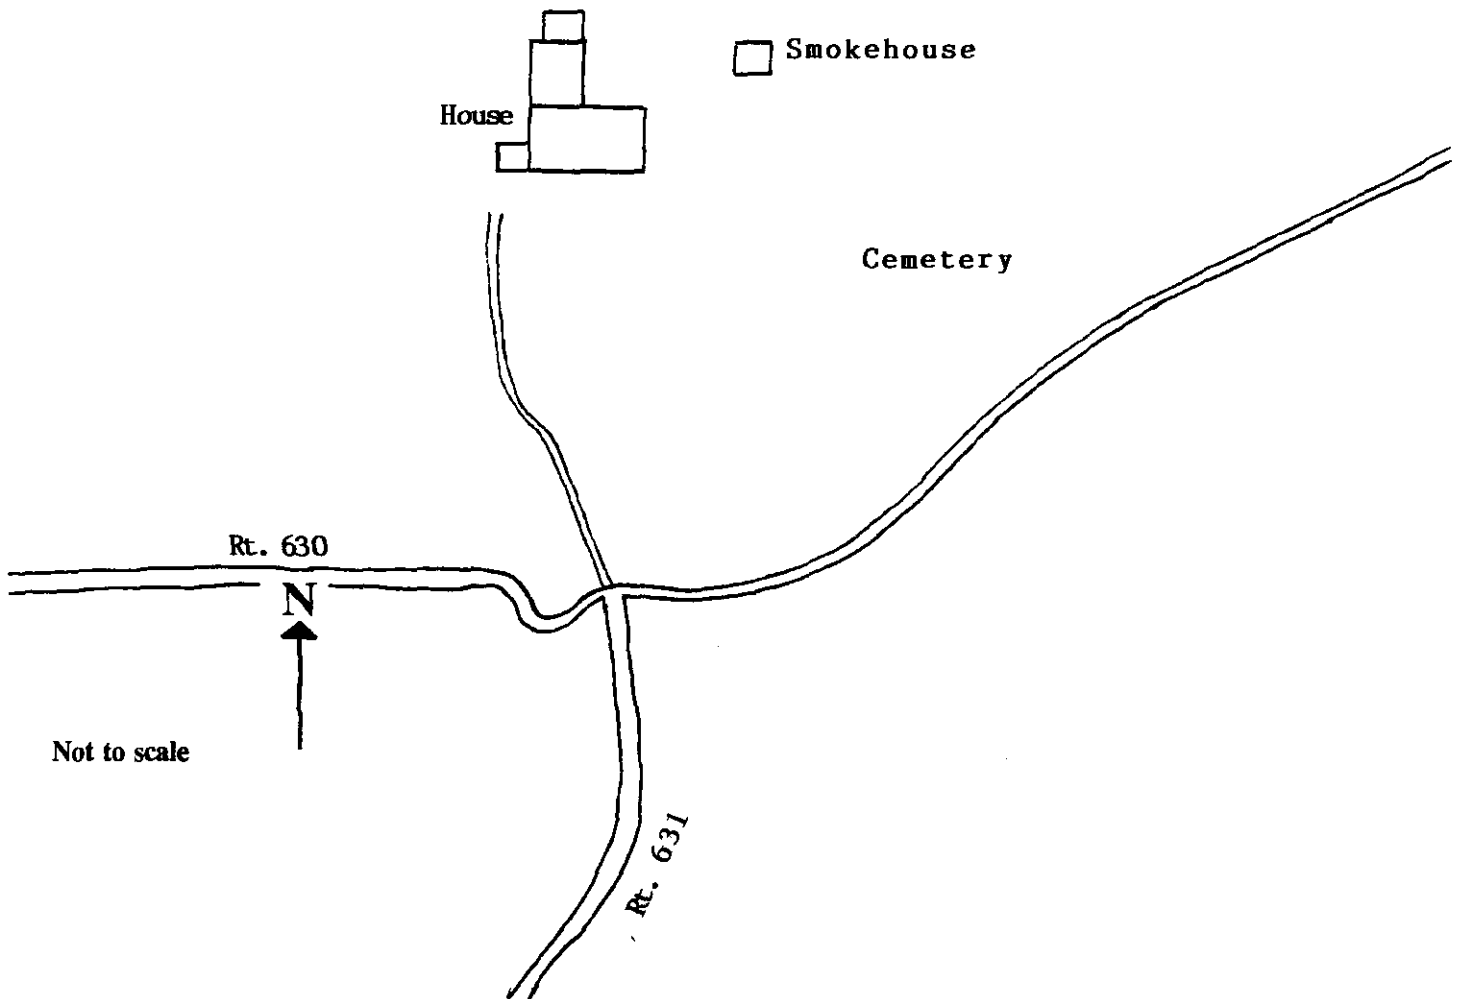 Smokehouse
House
Cemetery
Rt. 630
N
Not to scale
Rt. 631